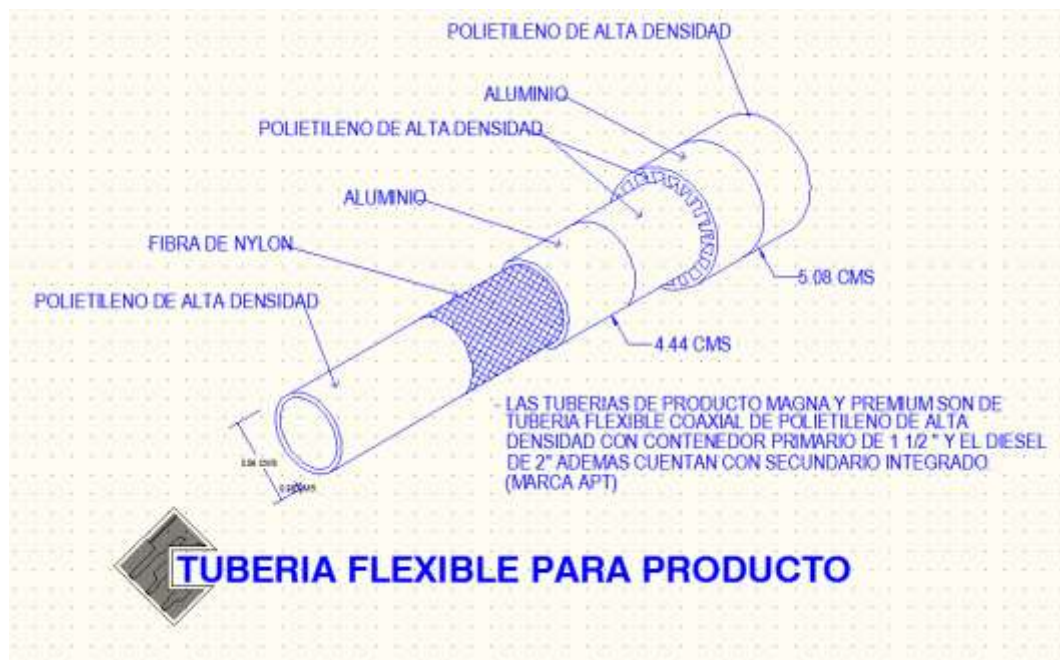 POLIETILENO DE ALTA DENSIDAD
ALUMINIO
POLIETILENO DE ALTA DENSIDAD
ALUMINIO
FIBRA DE NYLON
POLIETILENO DE ALTA DENSIDAD
5.08 CMS
4.44 CMS
- LAS TUBERIAS DE PRODUCTO MAGNA Y PREMIUM SON DE
TUBERIA FLEXIBLE COAXIAL DE POLIETILENO DE ALTA
DENSIDAD CON CONTENEDOR PRIMARIO DE 1 1/2 " Y EL DIESEL
DE 2" ADEMAS CUENTAN CON SECUNDARIO INTEGRADO
(MARCA APT)
CMS
CMS
TUBERIA FLEXIBLE PARA PRODUCTO